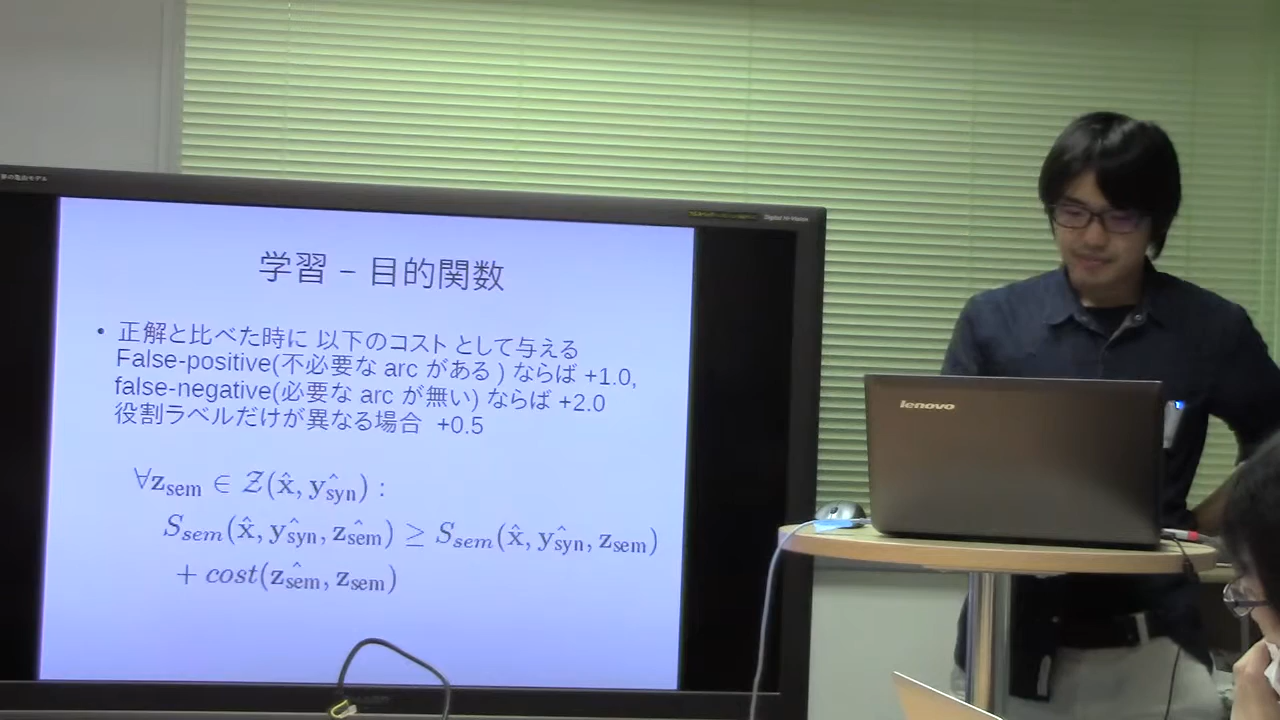 学習 – 目的関数
• 正解と比べた時に 以下のコスト として与える
False-positive(不必要な arc がある ) ならば +1.0,
false-negative(必要な arc が無い) ならば +2.0
役割ラベルだけが異なる場合 +0.5
∀z_sem ∈ Z(x̂, ŷ_syn) :
S_sem(x̂, ŷ_syn, ẑ_sem) ≥ S_sem(x̂, ŷ_syn, z_sem)
+ cost(ẑ_sem, z_sem)
lenovo